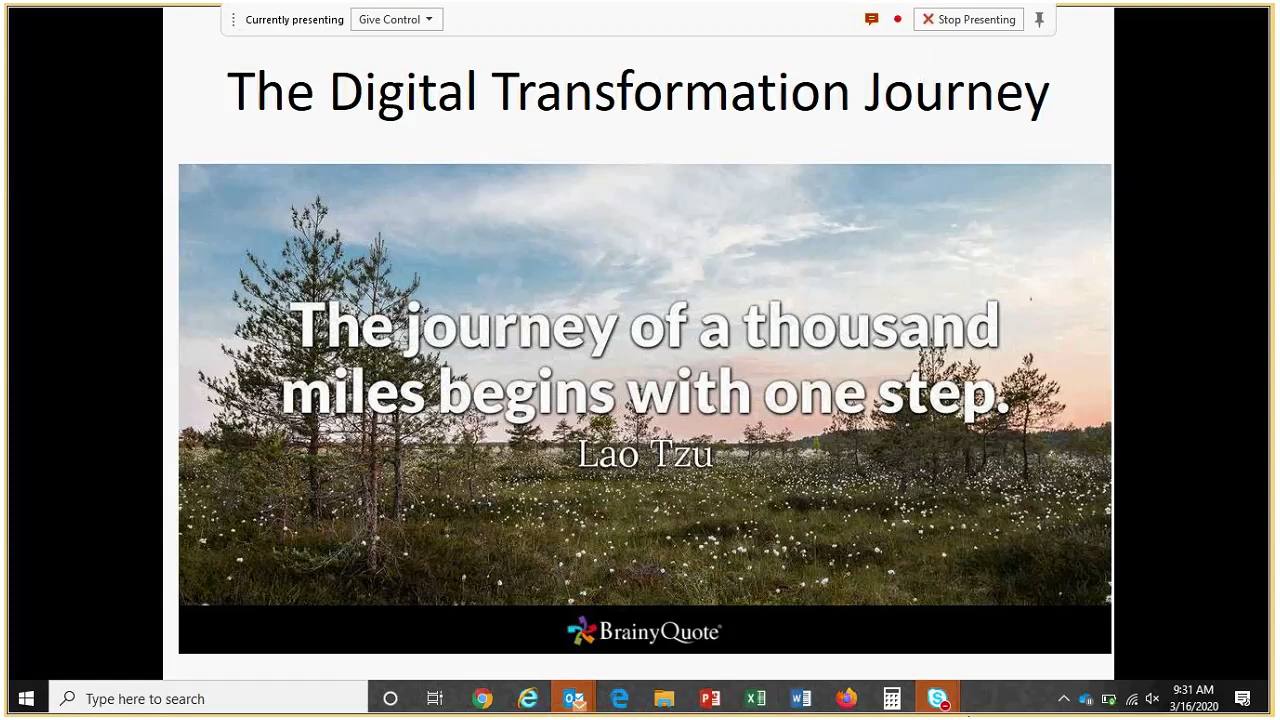 Currently presenting
Give Control
Stop Presenting
The Digital Transformation Journey
The journey of a thousand
miles begins with one step.
Lao Tzu
BrainyQuote®
Type here to search
9:31 AM
3/16/2020